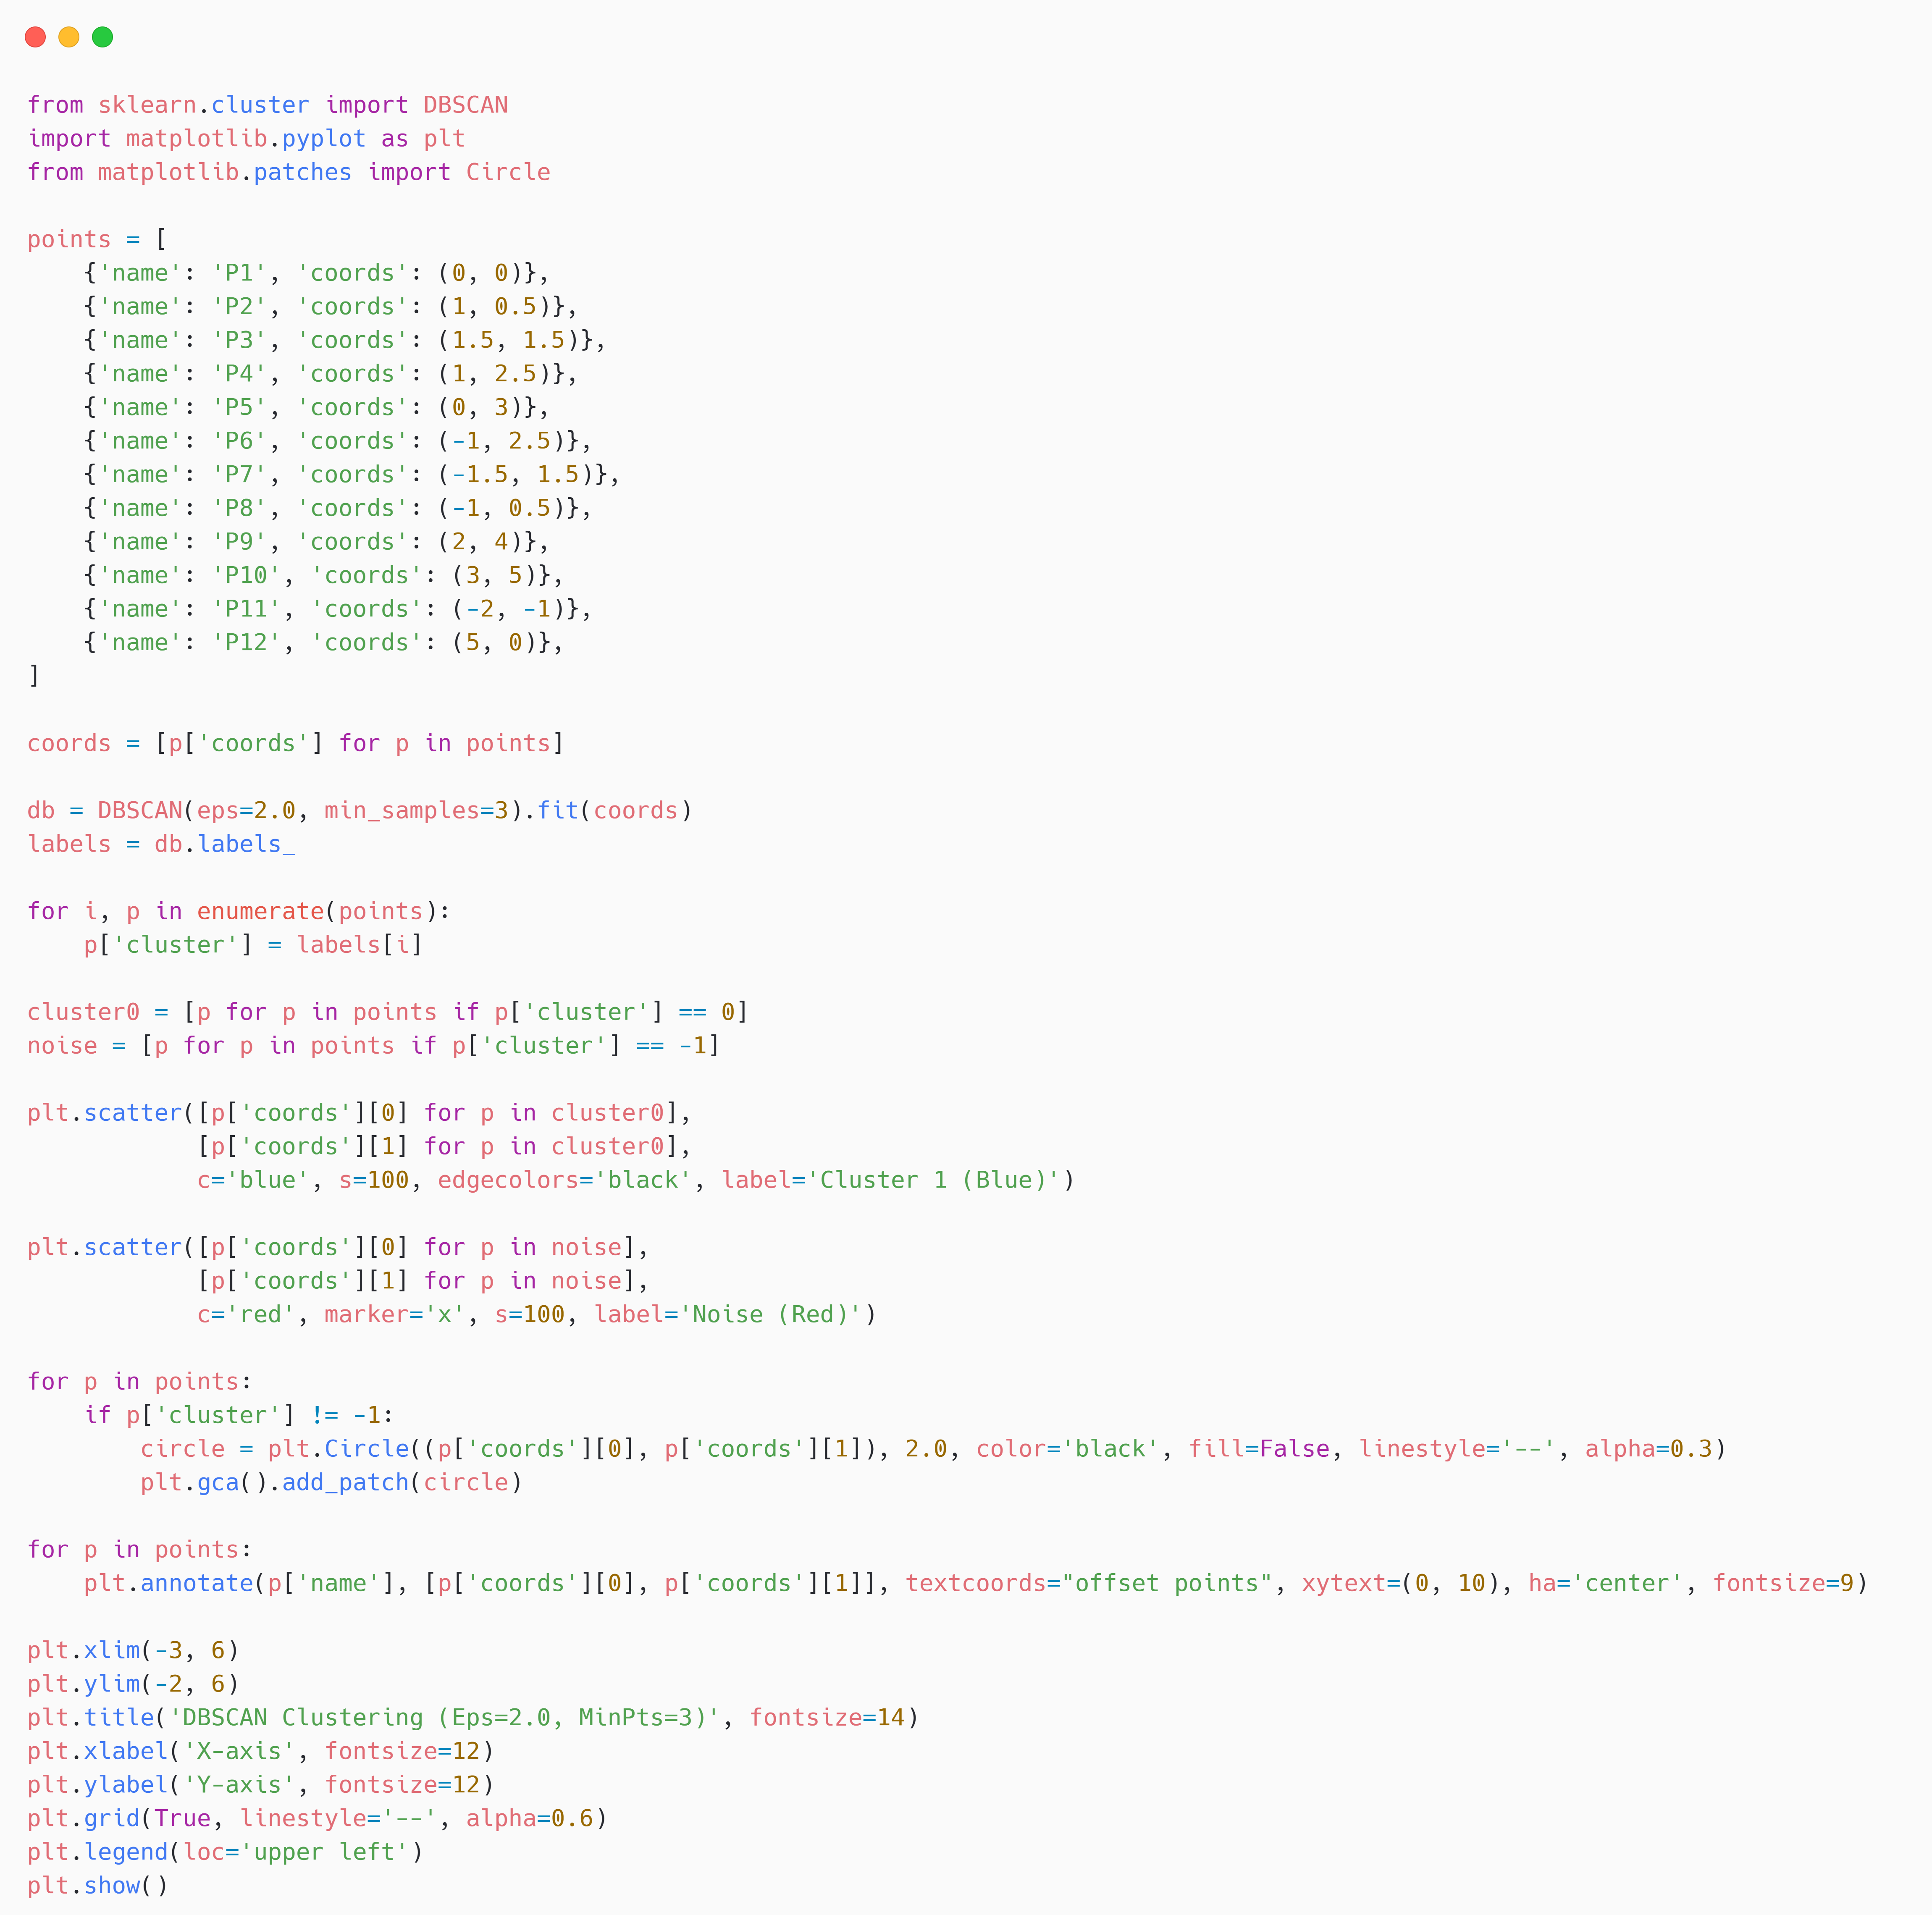 from sklearn.cluster import DBSCAN
import matplotlib.pyplot as plt
from matplotlib.patches import Circle

points = [
    {'name': 'P1', 'coords': (0, 0)},
    {'name': 'P2', 'coords': (1, 0.5)},
    {'name': 'P3', 'coords': (1.5, 1.5)},
    {'name': 'P4', 'coords': (1, 2.5)},
    {'name': 'P5', 'coords': (0, 3)},
    {'name': 'P6', 'coords': (-1, 2.5)},
    {'name': 'P7', 'coords': (-1.5, 1.5)},
    {'name': 'P8', 'coords': (-1, 0.5)},
    {'name': 'P9', 'coords': (2, 4)},
    {'name': 'P10', 'coords': (3, 5)},
    {'name': 'P11', 'coords': (-2, -1)},
    {'name': 'P12', 'coords': (5, 0)},
]

coords = [p['coords'] for p in points]

db = DBSCAN(eps=2.0, min_samples=3).fit(coords)
labels = db.labels_

for i, p in enumerate(points):
    p['cluster'] = labels[i]

cluster0 = [p for p in points if p['cluster'] == 0]
noise = [p for p in points if p['cluster'] == -1]

plt.scatter([p['coords'][0] for p in cluster0],
            [p['coords'][1] for p in cluster0],
            c='blue', s=100, edgecolors='black', label='Cluster 1 (Blue)')

plt.scatter([p['coords'][0] for p in noise],
            [p['coords'][1] for p in noise],
            c='red', marker='x', s=100, label='Noise (Red)')

for p in points:
    if p['cluster'] != -1:
        circle = plt.Circle((p['coords'][0], p['coords'][1]), 2.0, color='black', fill=False, linestyle='--', alpha=0.3)
        plt.gca().add_patch(circle)

for p in points:
    plt.annotate(p['name'], [p['coords'][0], p['coords'][1]], textcoords="offset points", xytext=(0, 10), ha='center', fontsize=9)

plt.xlim(-3, 6)
plt.ylim(-2, 6)
plt.title('DBSCAN Clustering (Eps=2.0, MinPts=3)', fontsize=14)
plt.xlabel('X-axis', fontsize=12)
plt.ylabel('Y-axis', fontsize=12)
plt.grid(True, linestyle='--', alpha=0.6)
plt.legend(loc='upper left')
plt.show()